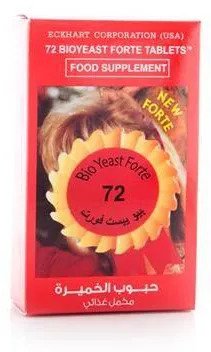 ECKHART CORPORATION (USA)
72 BIOYEAST FORTE TABLETS™
FOOD SUPPLEMENT
NEW
FORTE
Bio Yeast Forte
72
بيو ييست فورت
حبوب الخميرة
مكمل غذائي